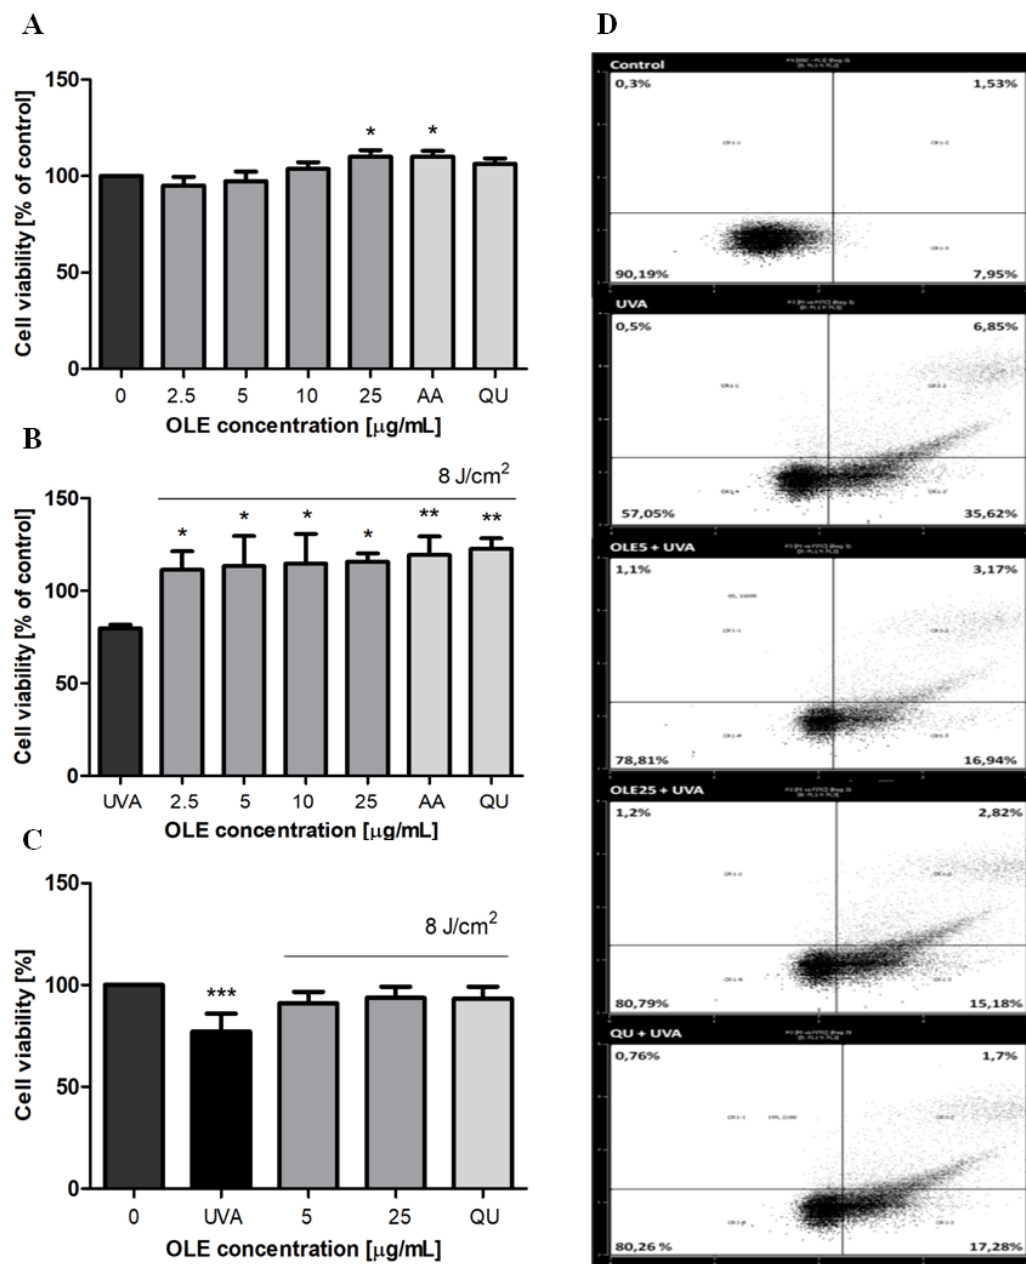 A
Cell viability [% of control]
150
100
50
0
*
*
0
2.5
5
10
25
AA
QU
OLE concentration [µg/mL]
B
8 J/cm²
Cell viability [% of control]
150
100
50
0
*
*
*
*
**
**
UVA
2.5
5
10
25
AA
QU
OLE concentration [µg/mL]
C
8 J/cm²
Cell viability [%]
150
100
50
0
***
0
UVA
5
25
QU
OLE concentration [µg/mL]
D
Control
0,3%
1,53%
90,19%
7,95%
UVA
0,5%
6,85%
57,05%
35,62%
OLE5 + UVA
1,1%
3,17%
78,81%
16,94%
OLE25 + UVA
1,2%
2,82%
80,79%
15,18%
QU + UVA
0,76%
1,7%
80,26 %
17,28%